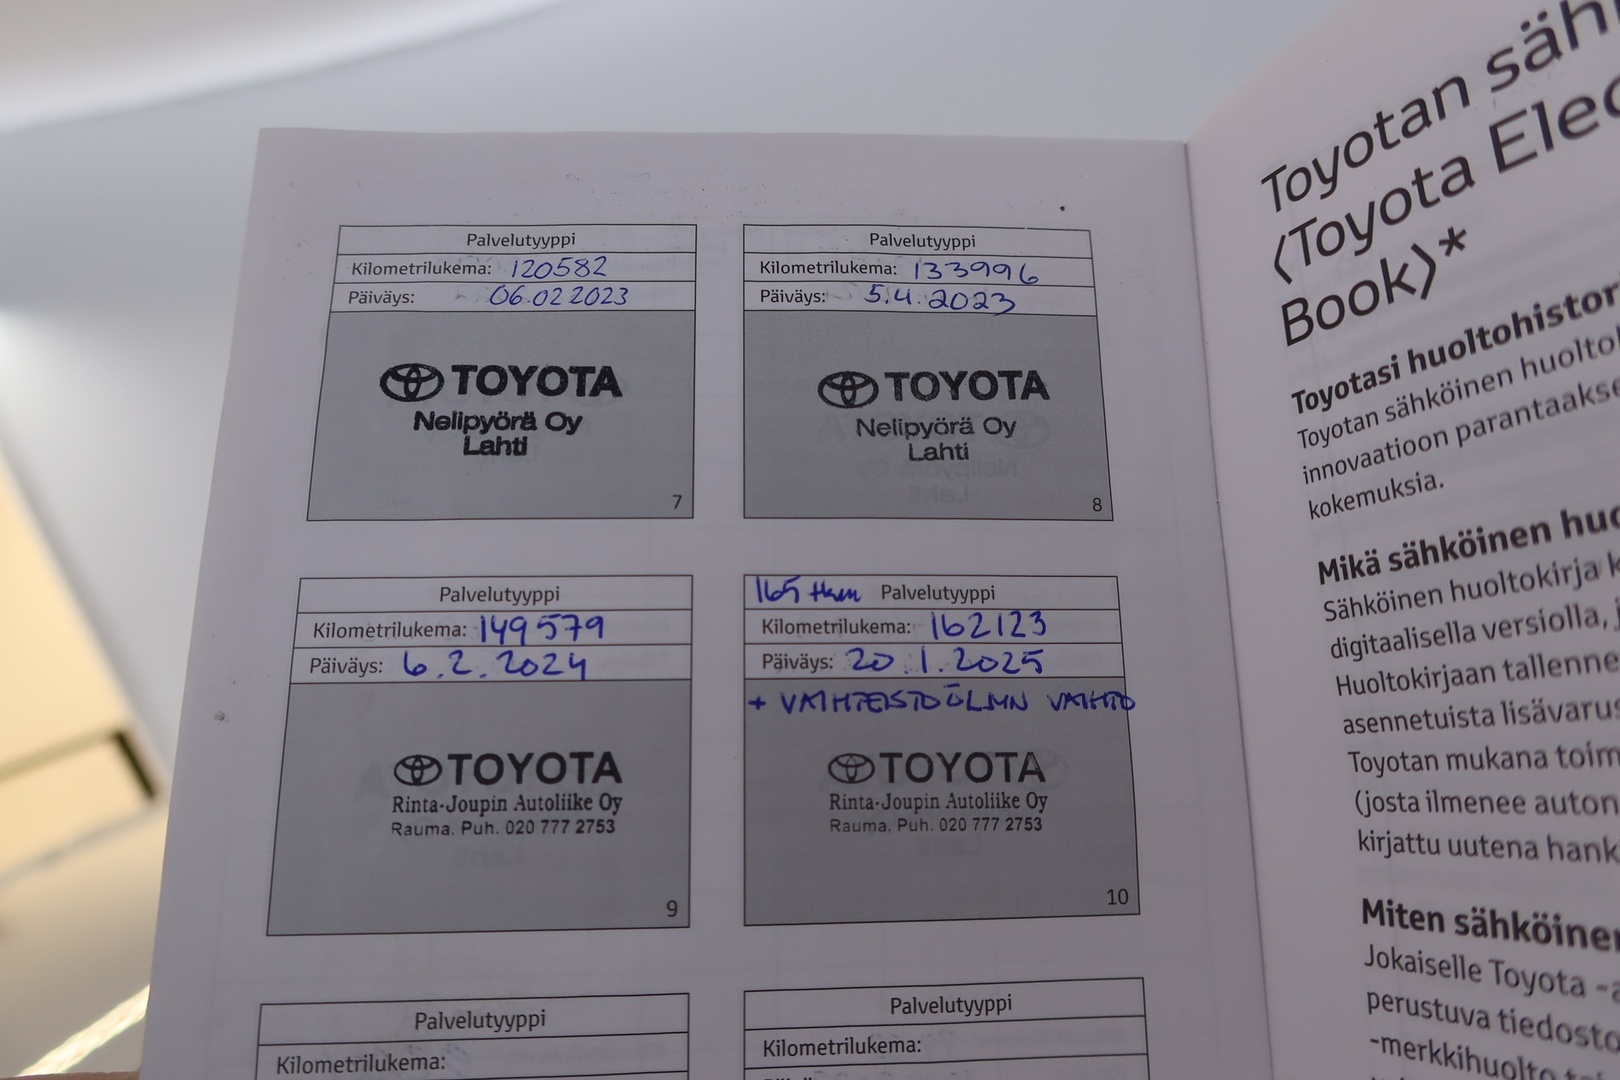 Palvelutyyppi
Kilometrilukema: 120582
Päiväys: 06.02.2023
TOYOTA
Nelipyörä Oy
Lahti
7
Palvelutyyppi
Kilometrilukema: 133996
Päiväys: 5.4.2023
TOYOTA
Nelipyörä Oy
Lahti
8
Palvelutyyppi
Kilometrilukema: 149579
Päiväys: 6.2.2024
TOYOTA
Rinta-Joupin Autoliike Oy
Rauma. Puh. 020 777 2753
9
165 tkm Palvelutyyppi
Kilometrilukema: 162123
Päiväys: 20.1.2025
+ VAIHTEISTOÖLJYN VAIHTO
TOYOTA
Rinta-Joupin Autoliike Oy
Rauma. Puh. 020 777 2753
10
Palvelutyyppi
Kilometrilukema:
Palvelutyyppi
Kilometrilukema:
Toyotan säh
(Toyota Elec
Book)*
Toyotasi huoltohistor
Toyotan sähköinen huolto
innovaatioon parantaakse
kokemuksia.
Mikä sähköinen huo
Sähköinen huoltokirja k
digitaalisella versiolla, j
Huoltokirjaan tallenne
asennetuista lisävarus
Toyotan mukana toim
(josta ilmenee auton
kirjattu uutena hank
Miten sähköinen
Jokaiselle Toyota -a
perustuva tiedosto
-merkkihuolto